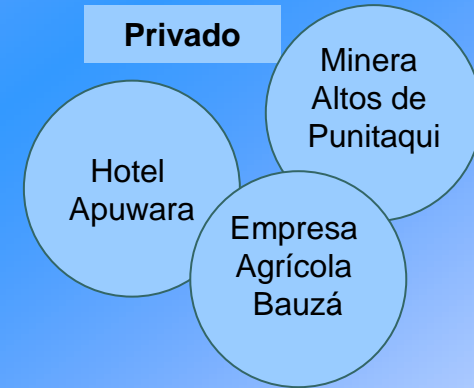 Privado
Minera
Altos de
Punitaqui
Hotel
Apuwara
Empresa
Agrícola
Bauzá